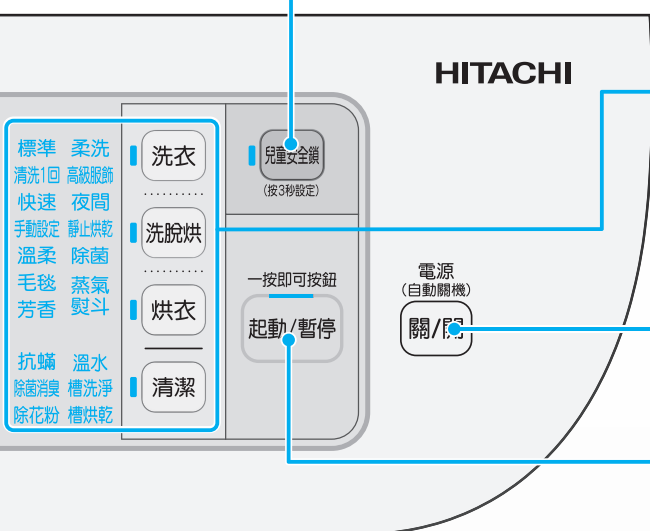 HITACHI
標準 柔洗
清洗1回 高級服飾
快速 夜間
手動設定 靜止烘乾
溫柔 除菌
毛毯 蒸氣
芳香 熨斗
抗蟎 溫水
除菌消臭 槽洗淨
除花粉 槽烘乾
洗衣
洗脫烘
烘衣
清潔
兒童安全鎖
(按3秒設定)
一按即可按鈕
起動/暫停
電源
(自動關機)
關/開